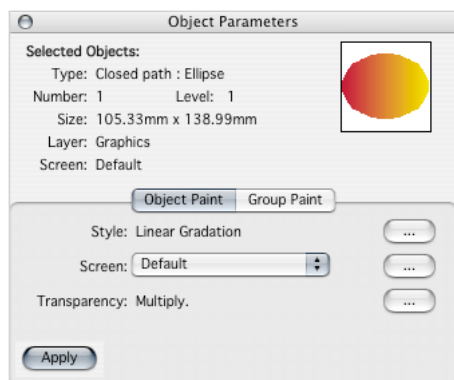 Object Parameters
Selected Objects:
Type: Closed path : Ellipse
Number: 1 Level: 1
Size: 105.33mm x 138.99mm
Layer: Graphics
Screen: Default
Object Paint Group Paint
Style: Linear Gradation ...
Screen: Default ...
Transparency: Multiply. ...
Apply